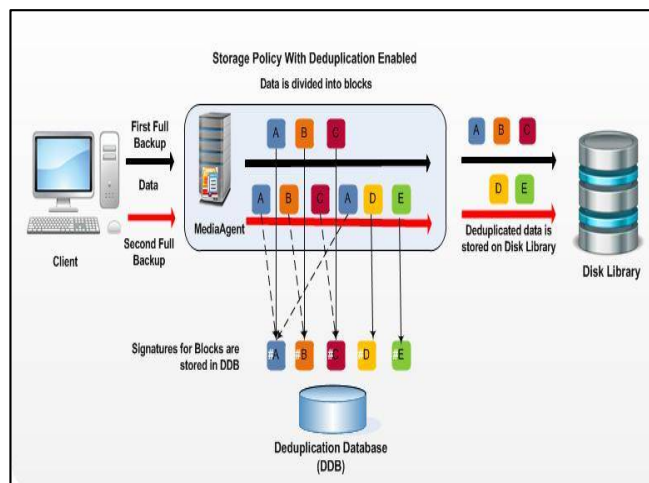 Storage Policy With Deduplication Enabled
Data is divided into blocks
First Full
Backup
Data
Second Full
Backup
Client
MediaAgent
A B C
A B C A D E
A B C
D E
Deduplicated data is
stored on Disk Library
Disk Library
Signatures for Blocks are
stored in DDB
#A #B #C #D #E
Deduplication Database
(DDB)